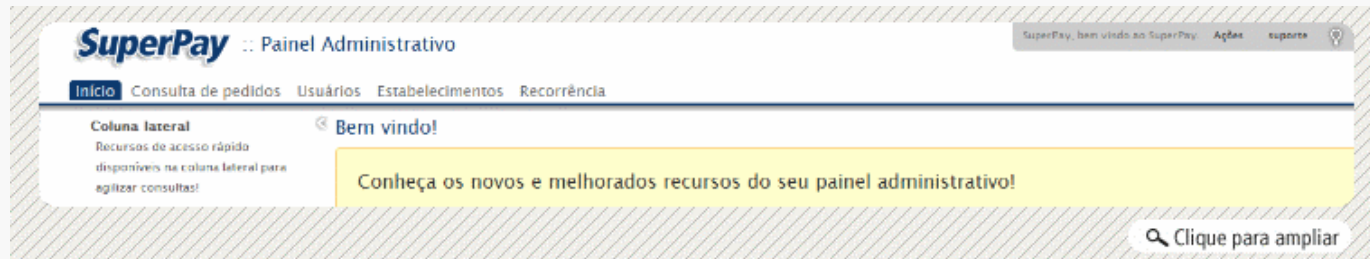 SuperPay :: Painel Administrativo
SuperPay, bem vindo ao SuperPay. Ações suporte
Início Consulta de pedidos Usuários Estabelecimentos Recorrência
Coluna lateral
Recursos de acesso rápido
disponíveis na coluna lateral para
agilizar consultas!
Bem vindo!
Conheça os novos e melhorados recursos do seu painel administrativo!
Clique para ampliar